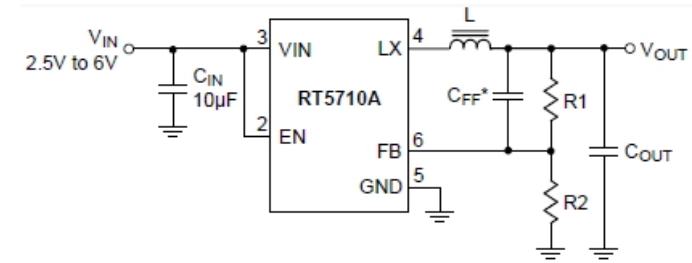 VIN
2.5V to 6V
CIN
10µF
3
VIN
2
EN
RT5710A
LX
4
FB
6
GND
5
L
CFF*
R1
R2
COUT
VOUT